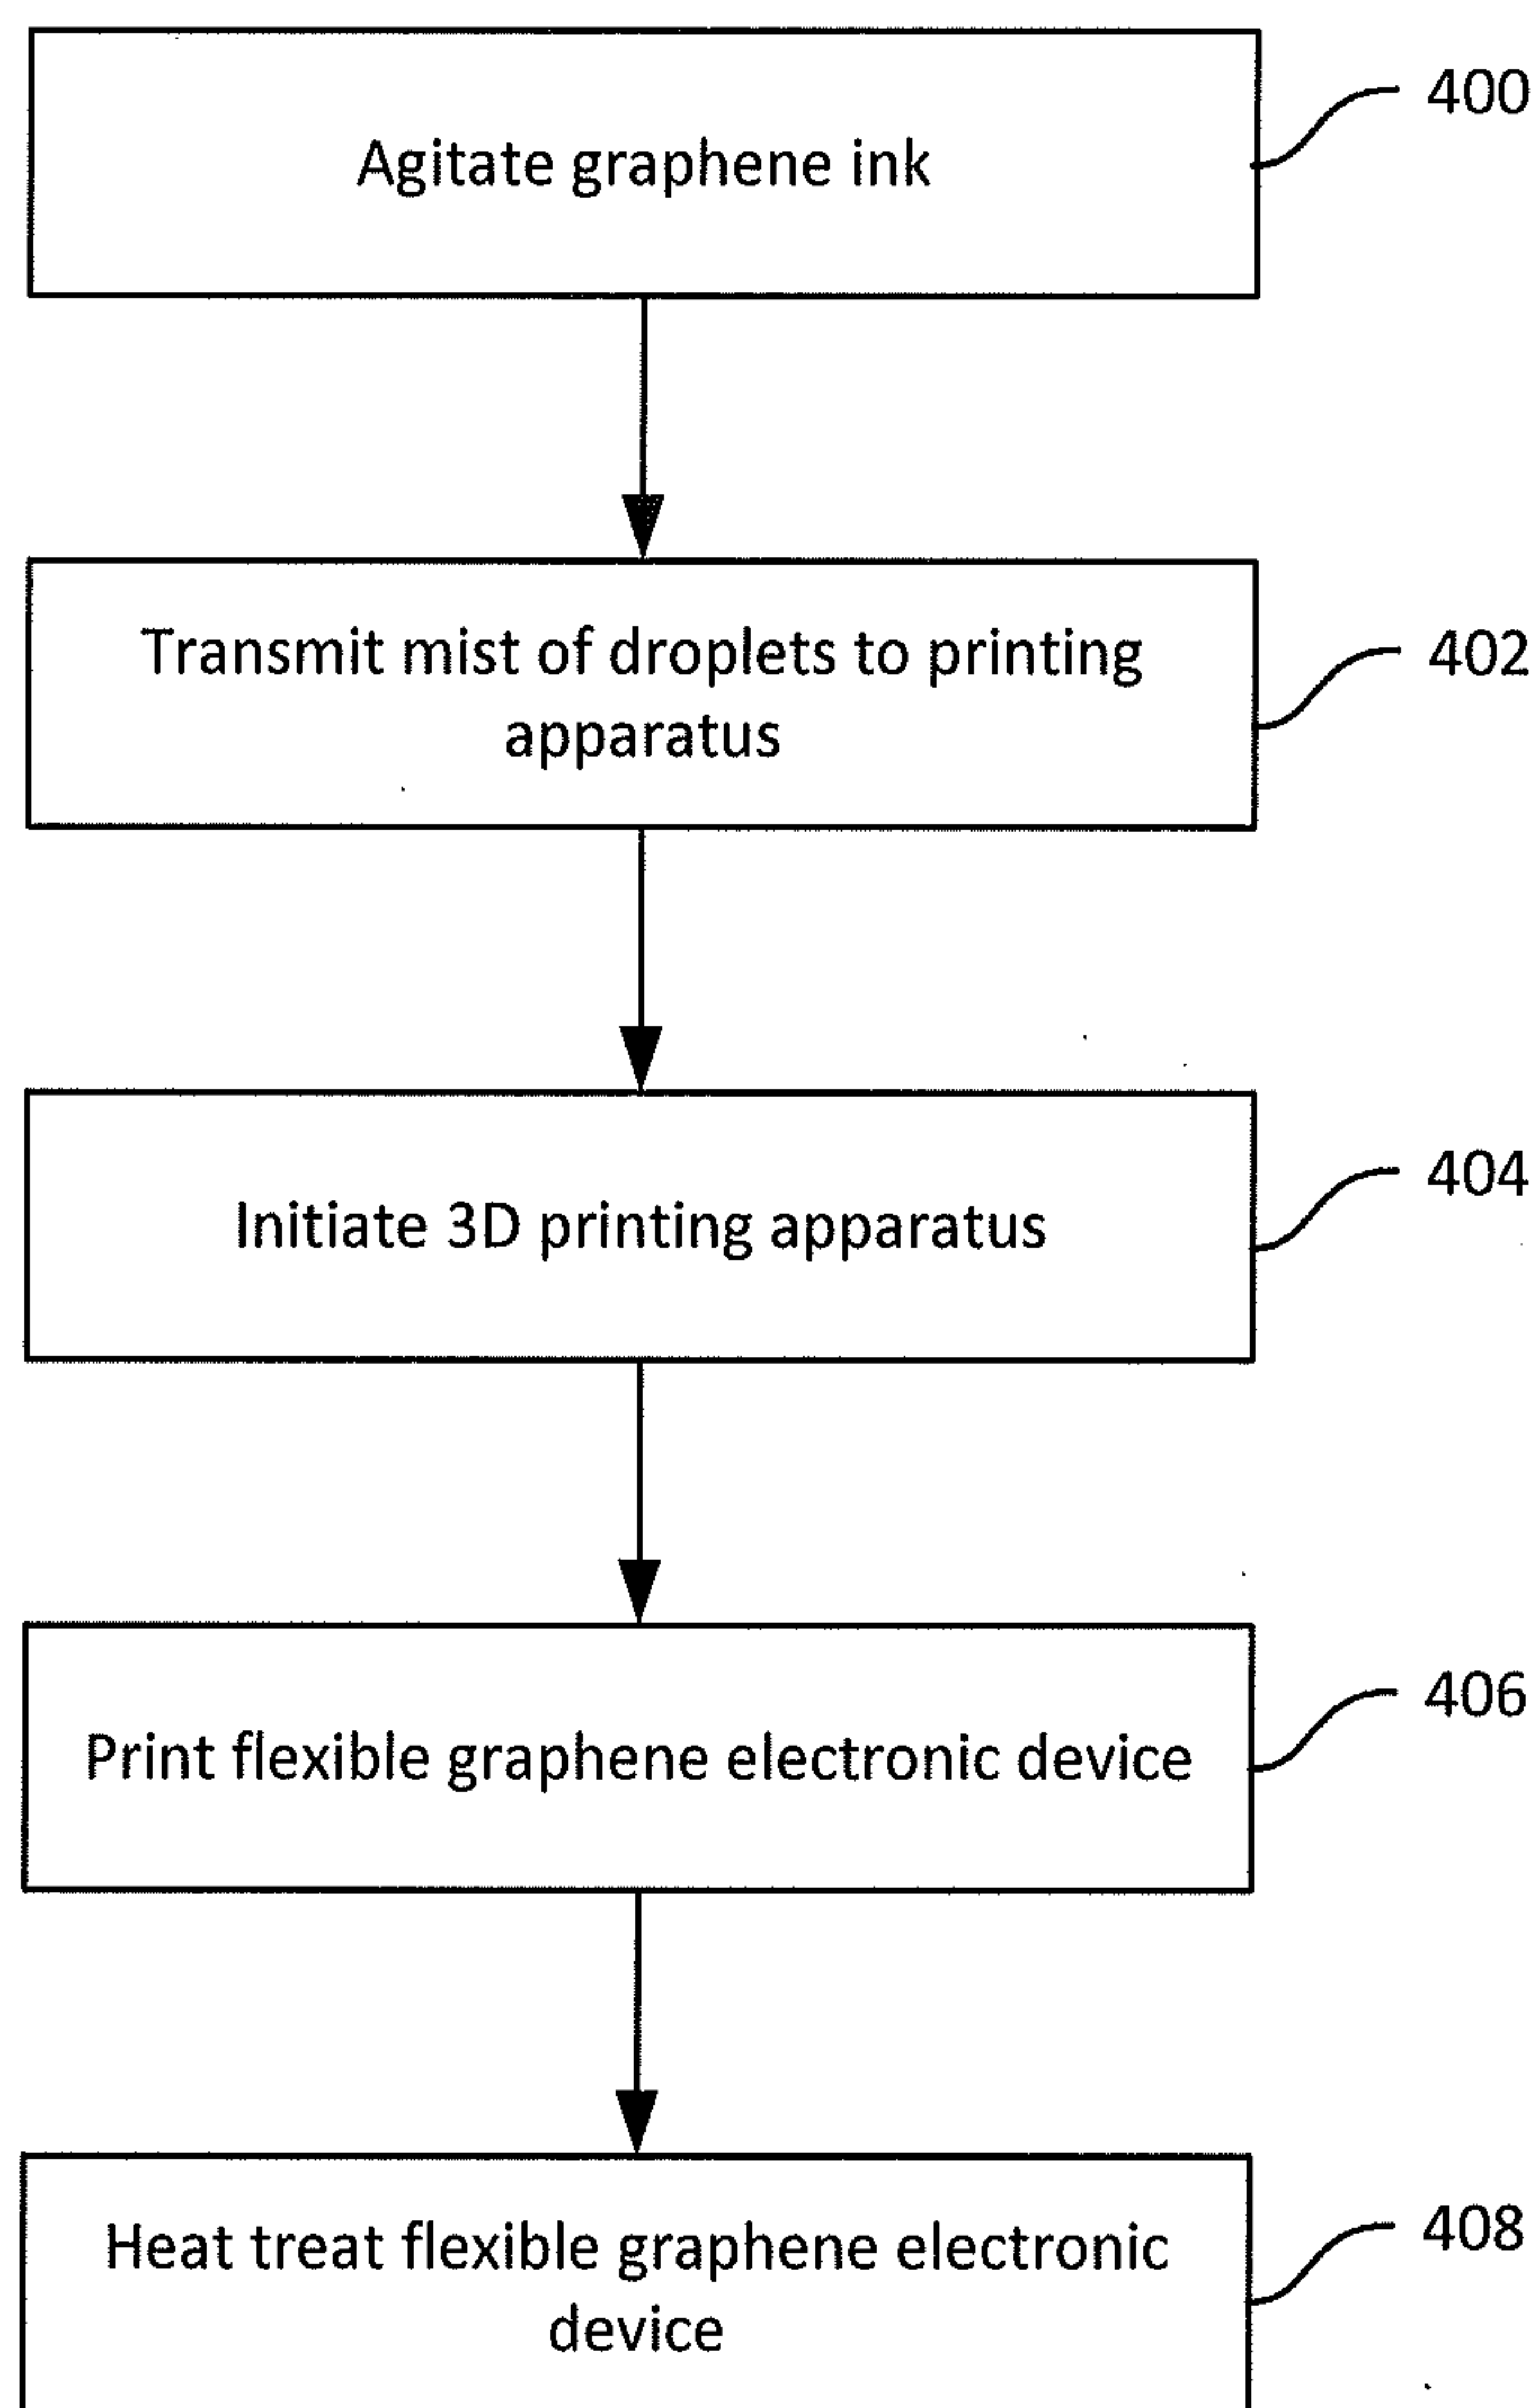 Agitate graphene ink
400
Transmit mist of droplets to printing
apparatus
402
Initiate 3D printing apparatus
404
Print flexible graphene electronic device
406
Heat treat flexible graphene electronic
device
408